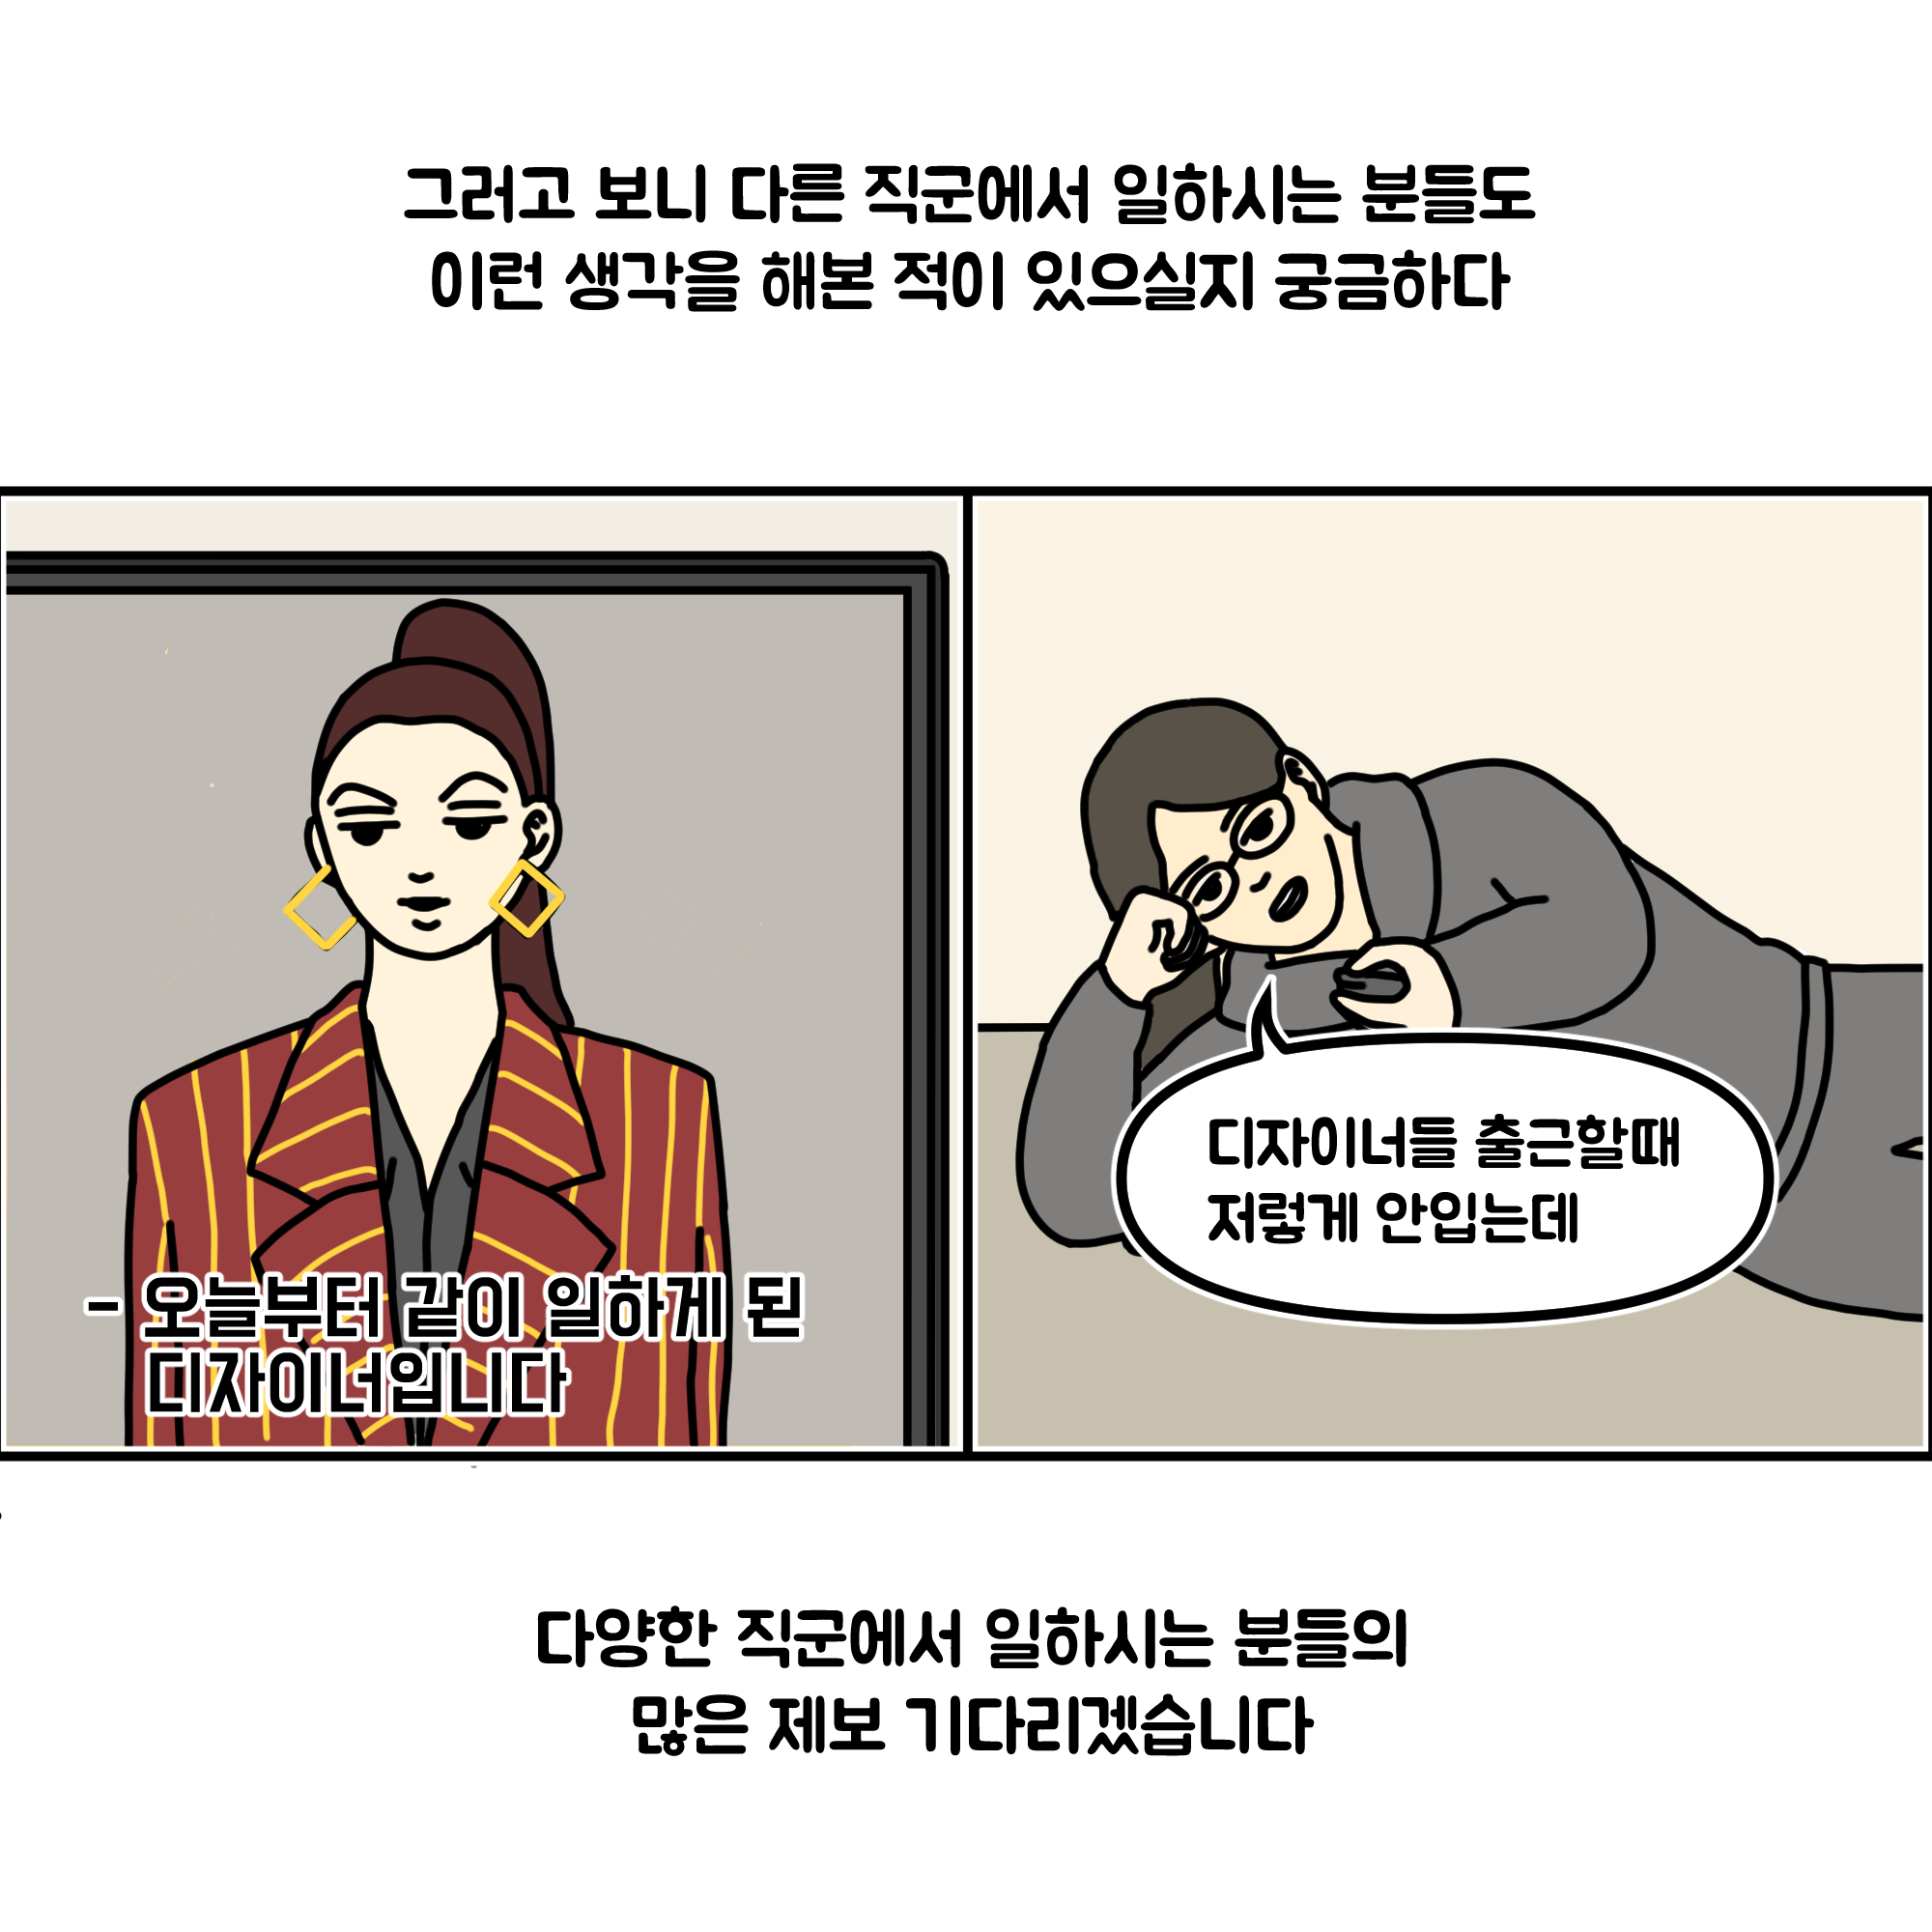 그러고 보니 다른 직군에서 일하시는 분들도
이런 생각을 해본 적이 있으실지 궁금하다
- 오늘부터 같이 일하게 된
디자이너입니다
디자이너들 출근할때
저렇게 안입는데
다양한 직군에서 일하시는 분들의
많은 제보 기다리겠습니다